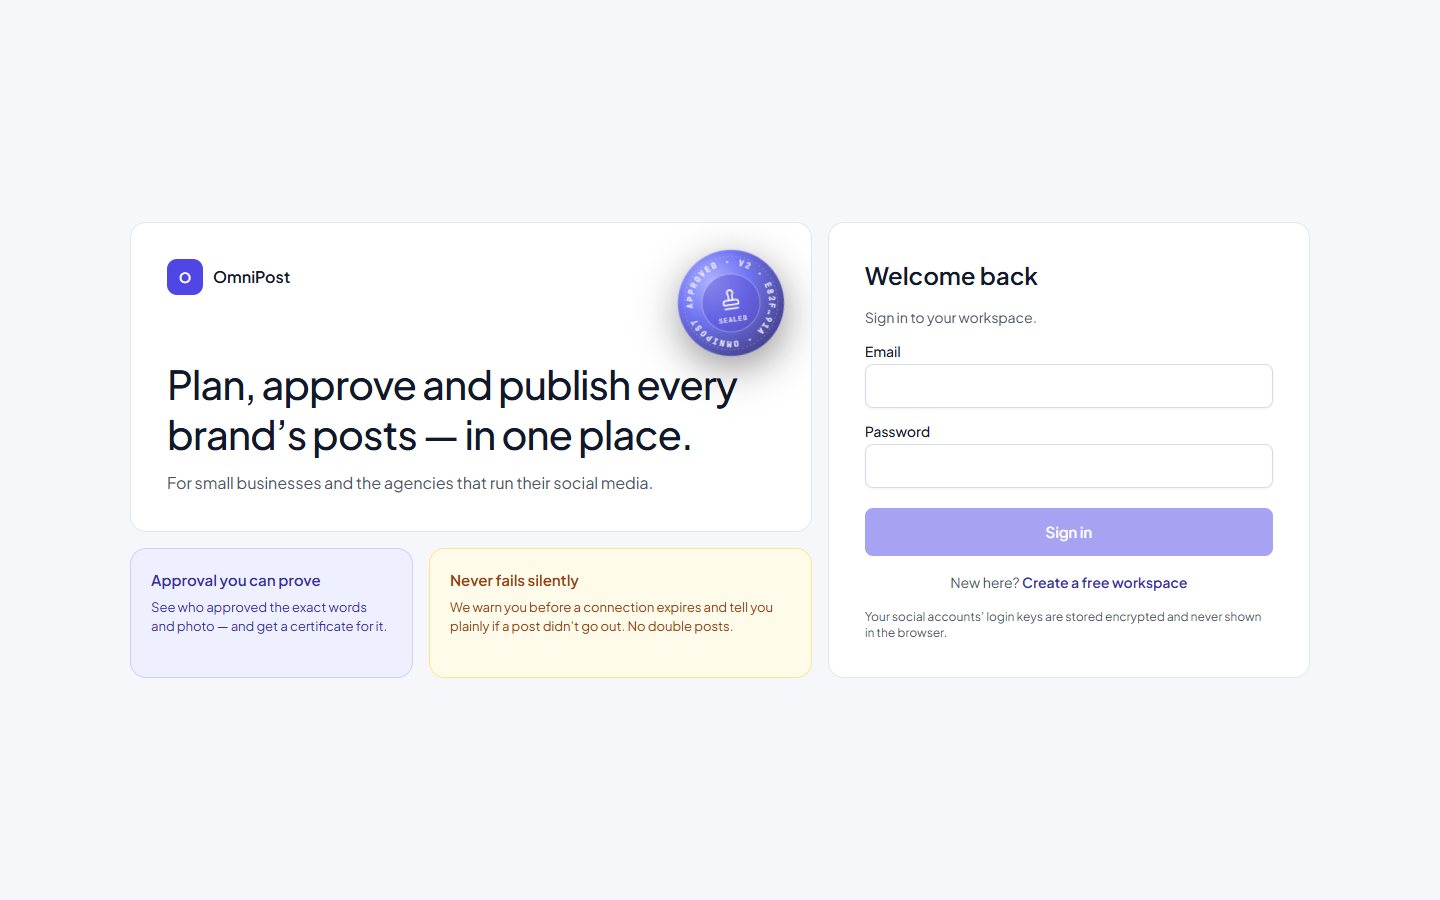 O OmniPost
APPROVED · V2 · E82F–91A · OMNIPOST
SEALED
Plan, approve and publish every
brand’s posts — in one place.
For small businesses and the agencies that run their social media.
Approval you can prove
See who approved the exact words
and photo — and get a certificate for it.
Never fails silently
We warn you before a connection expires and tell you
plainly if a post didn’t go out. No double posts.
Welcome back
Sign in to your workspace.
Email
Password
Sign in
New here? Create a free workspace
Your social accounts’ login keys are stored encrypted and never shown
in the browser.